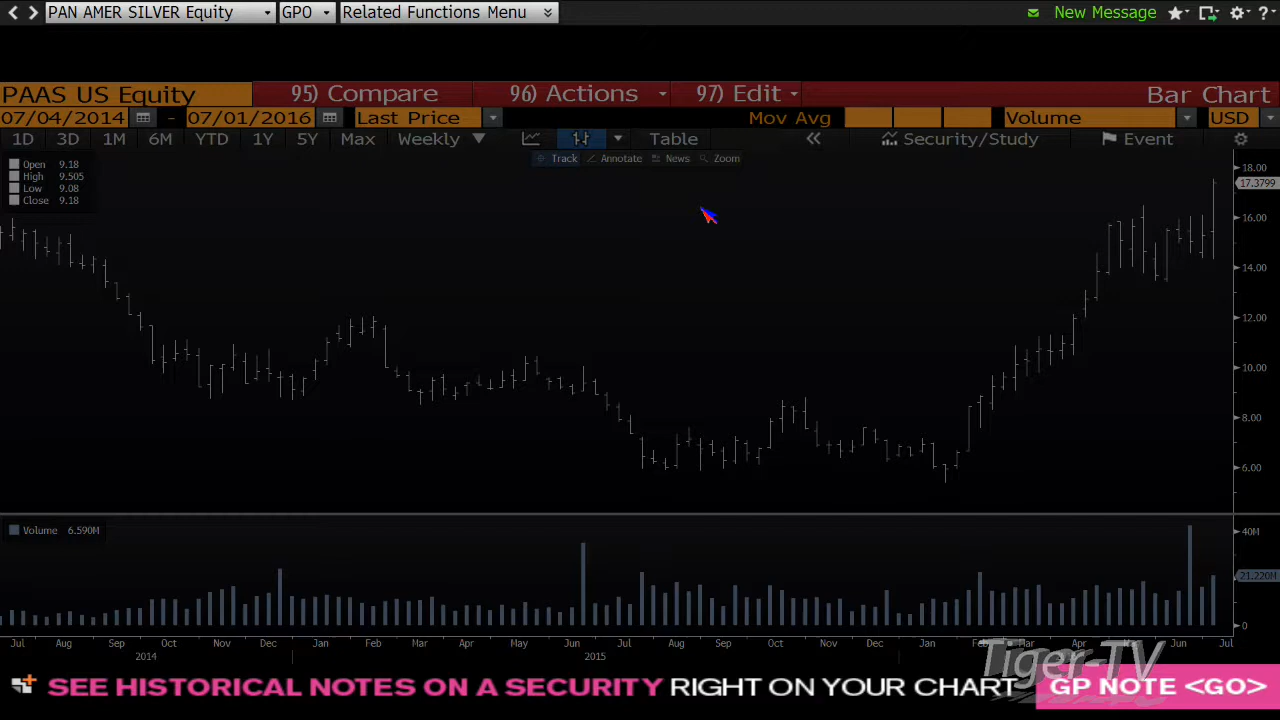 PAN AMER SILVER Equity GPO Related Functions Menu New Message ?
PAAS US Equity 95) Compare 96) Actions 97) Edit Bar Chart
07/04/2014 - 07/01/2016 Last Price Mov Avg Volume USD
1D 3D 1M 6M YTD 1Y 5Y Max Weekly Table Security/Study Event
Track Annotate News Zoom
Open 9.18
High 9.505
Low 9.08
Close 9.18
18.00
17.3799
16.00
14.00
12.00
10.00
8.00
6.00
Volume 6.590M
40M
21.220M
0
Jul Aug Sep Oct Nov Dec Jan Feb Mar Apr May Jun Jul Aug Sep Oct Nov Dec Jan Feb Mar Apr May Jun Jul
2014 2015
Tiger-TV
SEE HISTORICAL NOTES ON A SECURITY RIGHT ON YOUR CHART GP NOTE <GO>